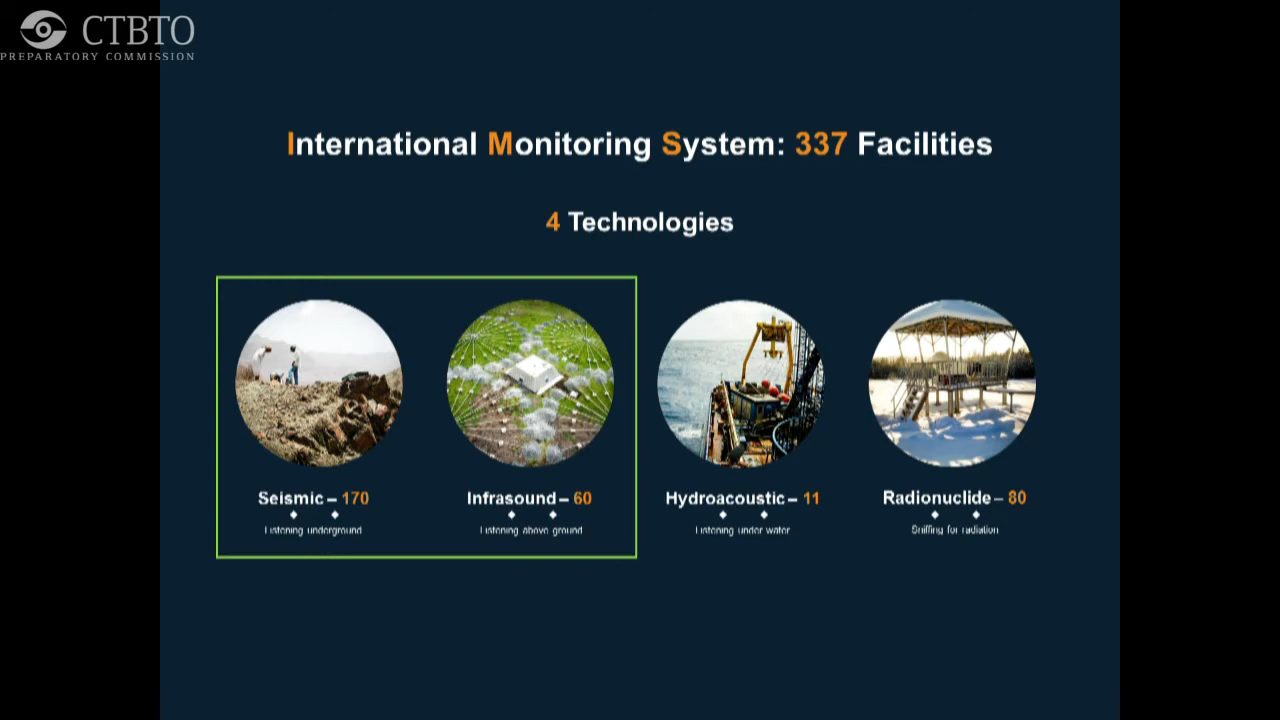 CTBTO
PREPARATORY COMMISSION
International Monitoring System: 337 Facilities
4 Technologies
Seismic – 170
Listening underground
Infrasound – 60
Listening above ground
Hydroacoustic – 11
Listening under water
Radionuclide – 80
Sniffing for radiation